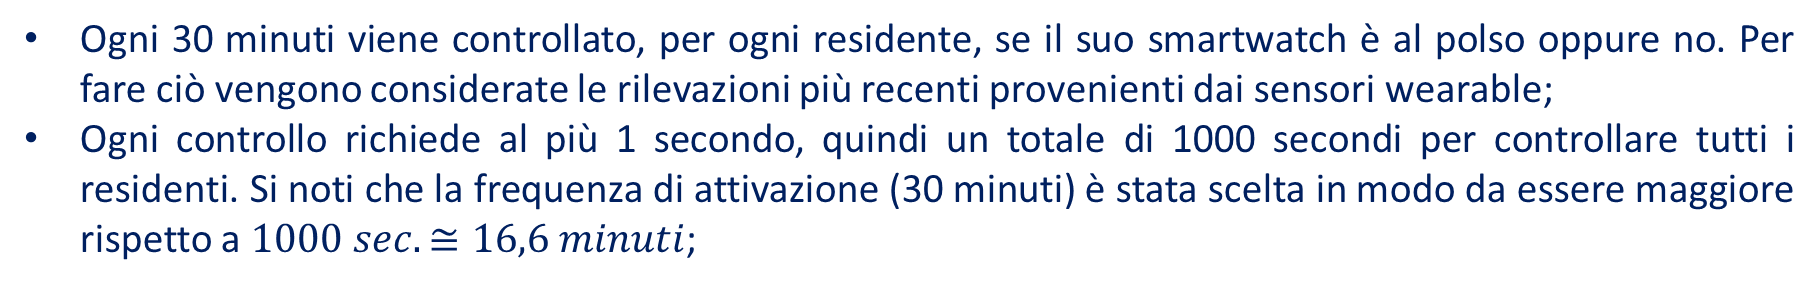 • Ogni 30 minuti viene controllato, per ogni residente, se il suo smartwatch è al polso oppure no. Per
fare ciò vengono considerate le rilevazioni più recenti provenienti dai sensori wearable;
• Ogni controllo richiede al più 1 secondo, quindi un totale di 1000 secondi per controllare tutti i
residenti. Si noti che la frequenza di attivazione (30 minuti) è stata scelta in modo da essere maggiore
rispetto a 1000 sec. ≅ 16,6 minuti;